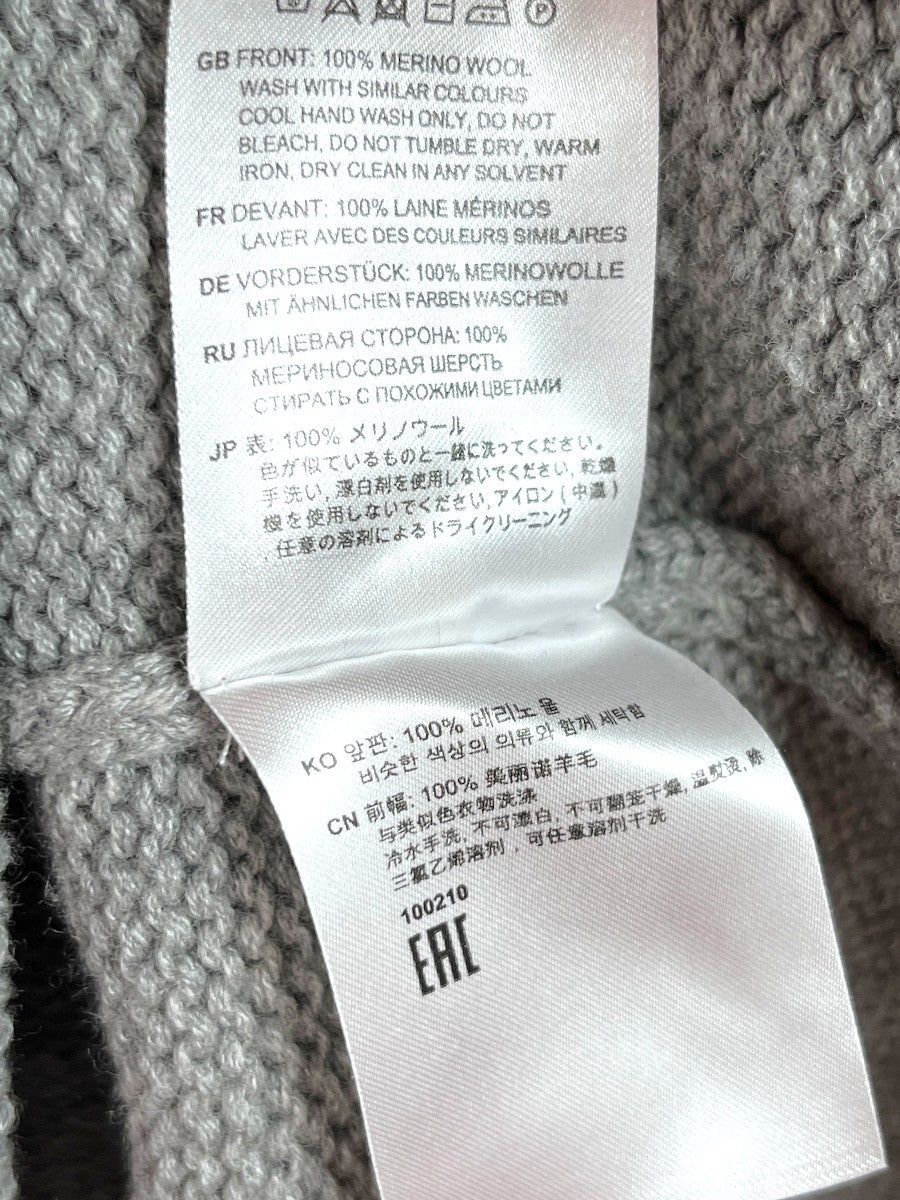 GB FRONT: 100% MERINO WOOL
WASH WITH SIMILAR COLOURS
COOL HAND WASH ONLY, DO NOT
BLEACH, DO NOT TUMBLE DRY, WARM
IRON, DRY CLEAN IN ANY SOLVENT
FR DEVANT: 100% LAINE MÉRINOS
LAVER AVEC DES COULEURS SIMILAIRES
DE VORDERSTÜCK: 100% MERINOWOLLE
MIT ÄHNLICHEN FARBEN WASCHEN
RU ЛИЦЕВАЯ СТОРОНА: 100%
МЕРИНОСОВАЯ ШЕРСТЬ
СТИРАТЬ С ПОХОЖИМИ ЦВЕТАМИ
JP 表: 100% メリノウール
色が似ているものと一緒に洗ってください。
手洗い, 漂白剤を使用しないでください, 乾燥
機を使用しないでください, アイロン ( 中温 )
, 任意の溶剤によるドライクリーニング
KO 앞판: 100% 메리노 울
비슷한 색상의 의류와 함께 세탁함
CN 前幅: 100% 美丽诺羊毛
与类似色衣物洗涤
冷水手洗, 不可漂白, 不可翻笼干燥, 温熨烫, 除
三氯乙烯溶剂 , 可任意溶剂干洗
100210
EAC